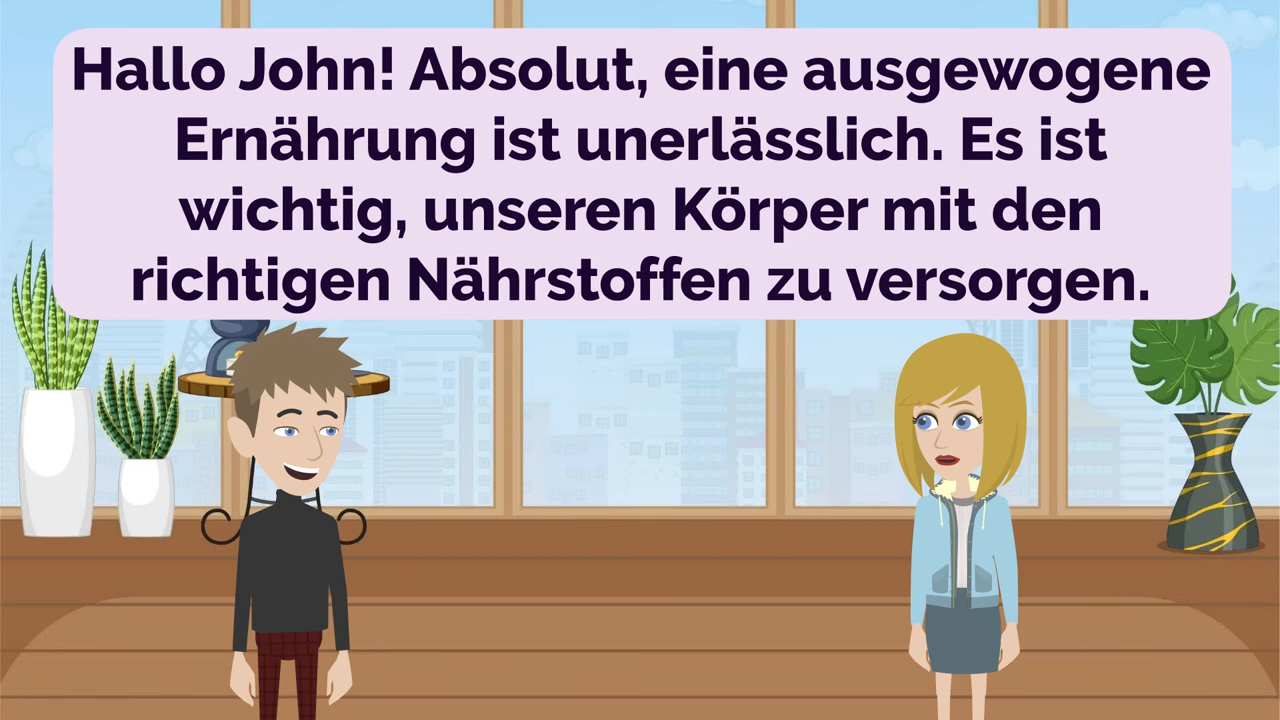 Hallo John! Absolut, eine ausgewogene
Ernährung ist unerlässlich. Es ist
wichtig, unseren Körper mit den
richtigen Nährstoffen zu versorgen.